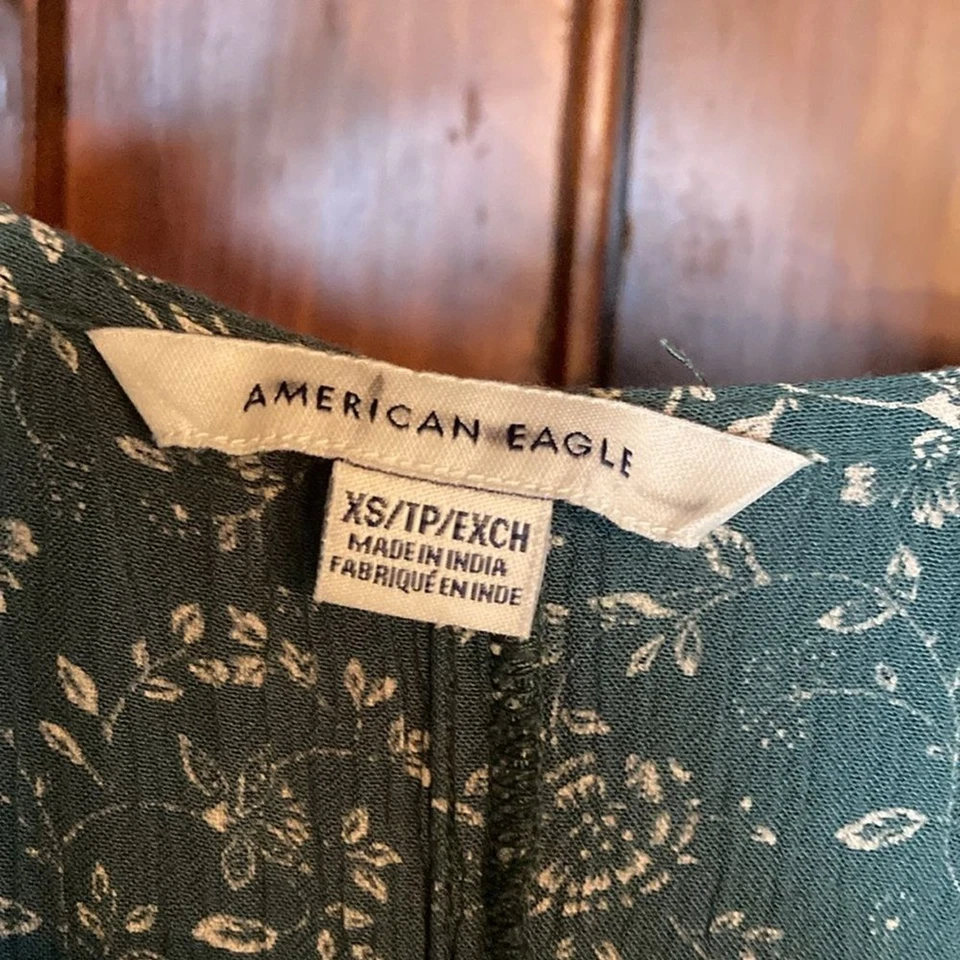 AMERICAN EAGLE
XS/TP/EXCH
MADE IN INDIA
FABRIQUÉ EN INDE